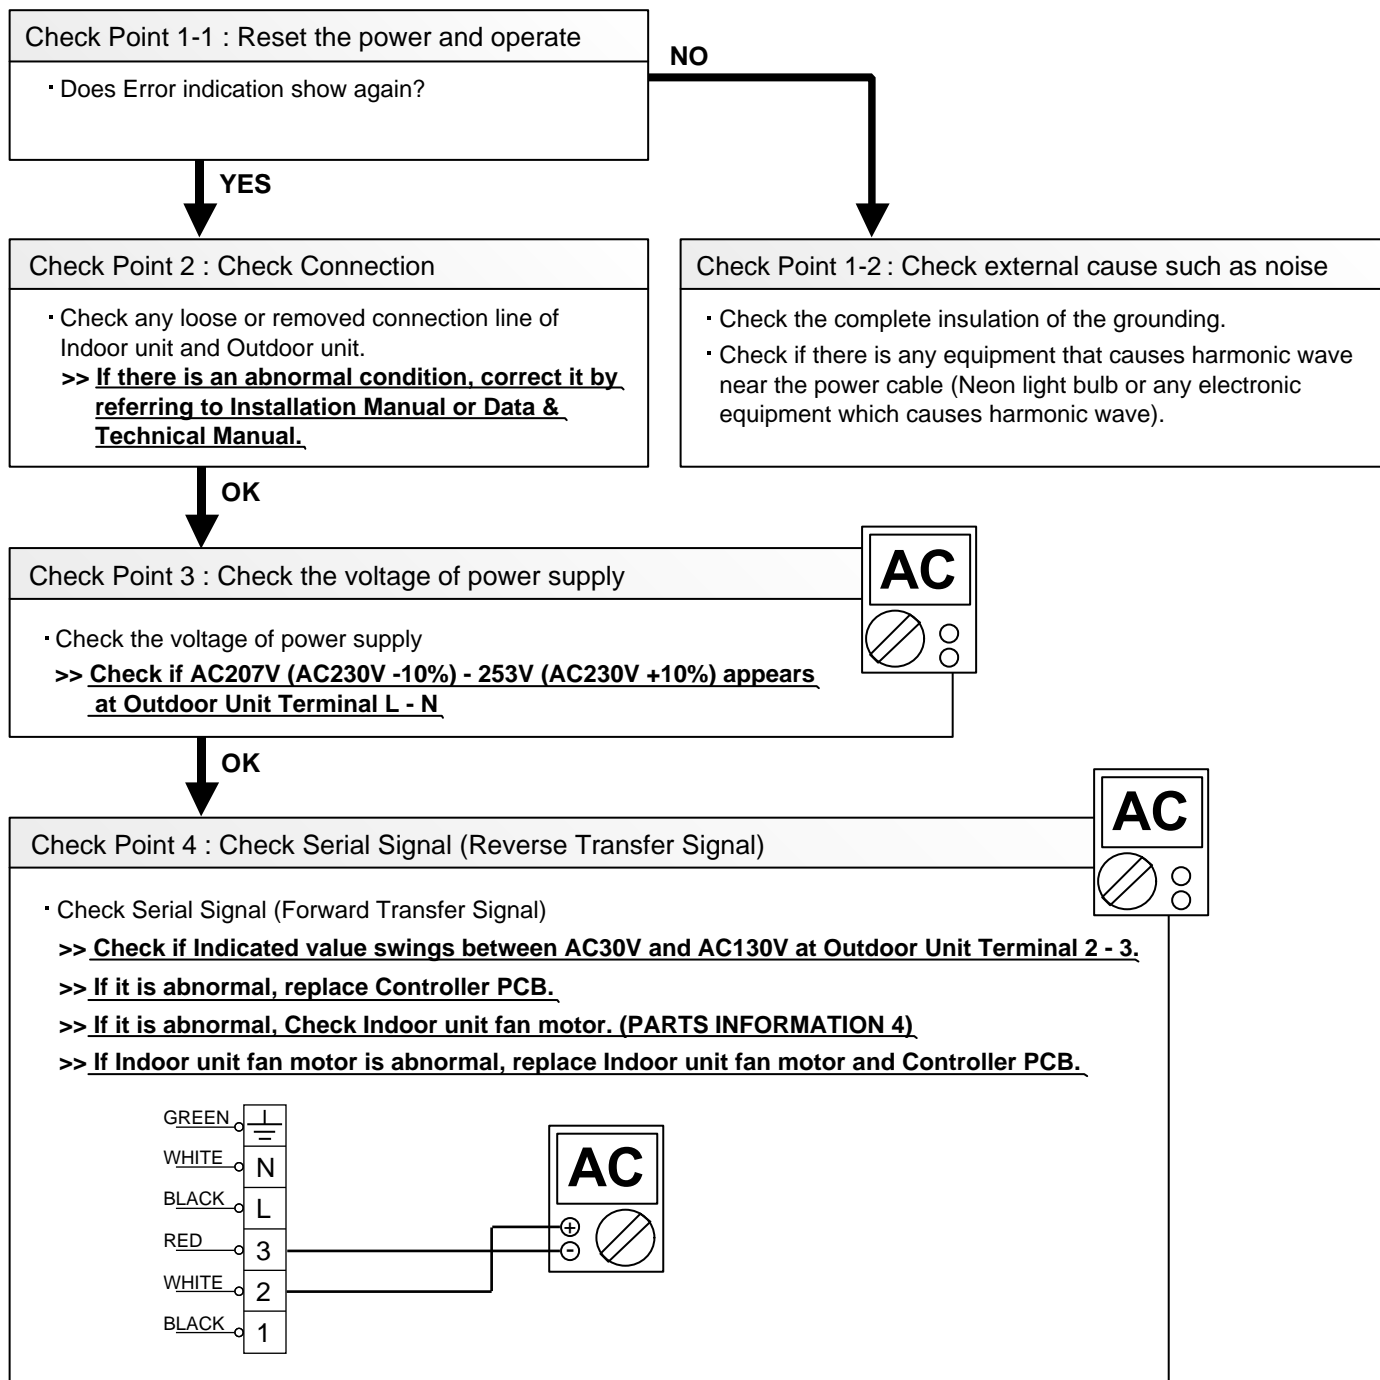 Check Point 1-1 : Reset the power and operate
· Does Error indication show again?
NO
YES
Check Point 2 : Check Connection
· Check any loose or removed connection line of
Indoor unit and Outdoor unit.
>> If there is an abnormal condition, correct it by
referring to Installation Manual or Data &
Technical Manual.
Check Point 1-2 : Check external cause such as noise
· Check the complete insulation of the grounding.
· Check if there is any equipment that causes harmonic wave
near the power cable (Neon light bulb or any electronic
equipment which causes harmonic wave).
OK
Check Point 3 : Check the voltage of power supply
AC
· Check the voltage of power supply
>> Check if AC207V (AC230V -10%) - 253V (AC230V +10%) appears
at Outdoor Unit Terminal L - N
OK
Check Point 4 : Check Serial Signal (Reverse Transfer Signal)
AC
· Check Serial Signal (Forward Transfer Signal)
>> Check if Indicated value swings between AC30V and AC130V at Outdoor Unit Terminal 2 - 3.
>> If it is abnormal, replace Controller PCB.
>> If it is abnormal, Check Indoor unit fan motor. (PARTS INFORMATION 4)
>> If Indoor unit fan motor is abnormal, replace Indoor unit fan motor and Controller PCB.
GREEN
WHITE N
BLACK L
RED 3
WHITE 2
BLACK 1
AC
+
-